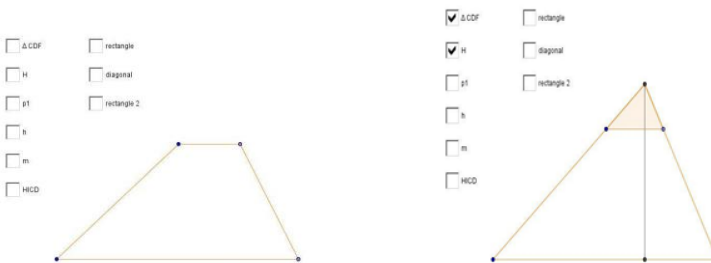 Δ CDF
rectangle
H
diagonal
p1
rectangle 2
h
m
HICD
Δ CDF
rectangle
H
diagonal
p1
rectangle 2
h
m
HICD